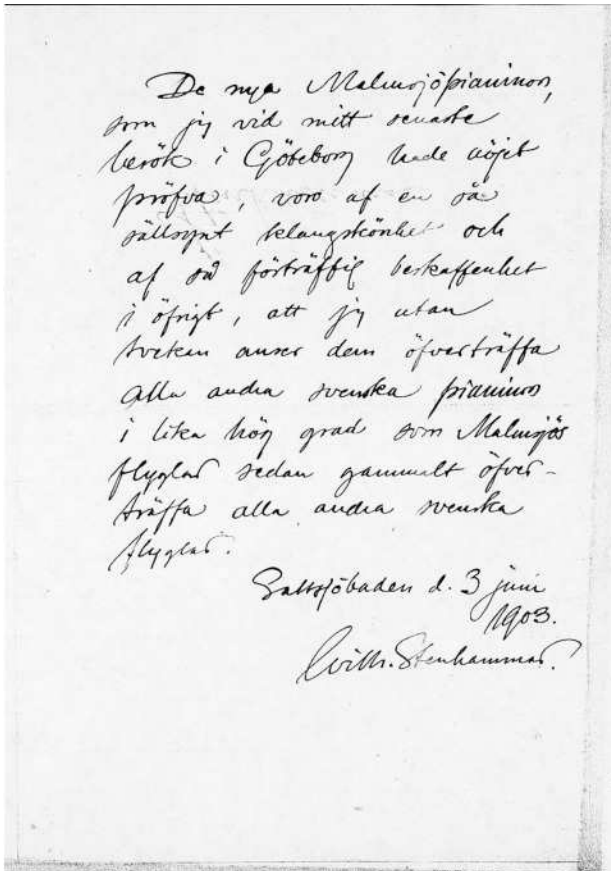 De nya Malmsjöpianinon,
som jag vid mitt senaste
besök i Göteborg hade nöjet
pröfva, voro af en så
sällsynt klangskönhet och
af så förträfflig beskaffenhet
i öfrigt, att jag utan
tvekan anser dem öfverträffa
alla andra svenska pianinon
i lika hög grad som Malmsjös
flyglar sedan gammalt öfver-
träffa alla andra svenska
flyglar.
Saltsjöbaden d. 3 juni
1903.
Wilh. Stenhammar.